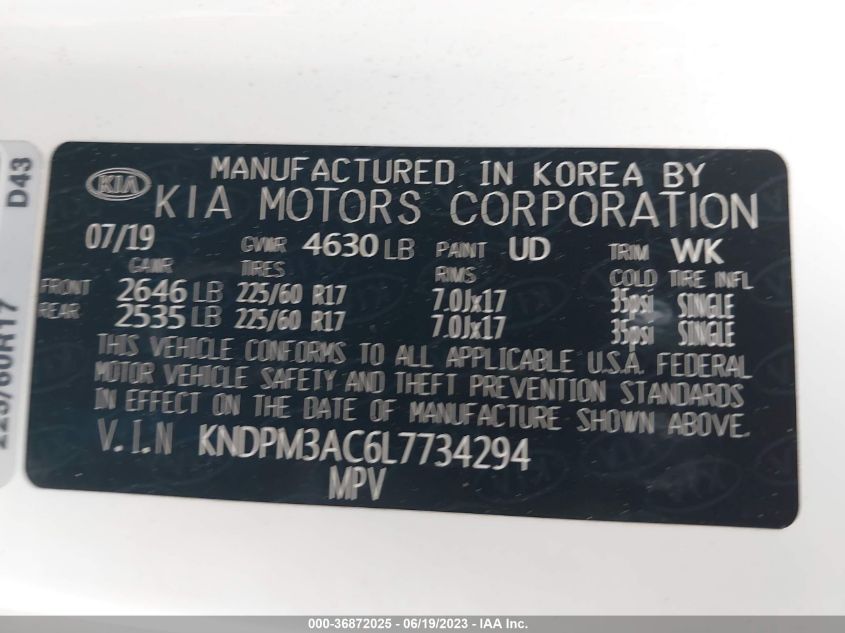 MANUFACTURED IN KOREA BY
KIA KIA MOTORS CORPORATION
07/19 GVWR 4630 LB PAINT UD TRIM WK
GAWR TIRES RIMS COLD TIRE INFL
FRONT 2646 LB 225/60 R17 7.0Jx17 35psi SINGLE
REAR 2535 LB 225/60 R17 7.0Jx17 35psi SINGLE
THIS VEHICLE CONFORMS TO ALL APPLICABLE U.S.A. FEDERAL
MOTOR VEHICLE SAFETY AND THEFT PREVENTION STANDARDS
IN EFFECT ON THE DATE OF MANUFACTURE SHOWN ABOVE.
V.I.N KNDPM3AC6L7734294
MPV
D43
225/60R17
000-36872025 - 06/19/2023 - © IAA, Inc.